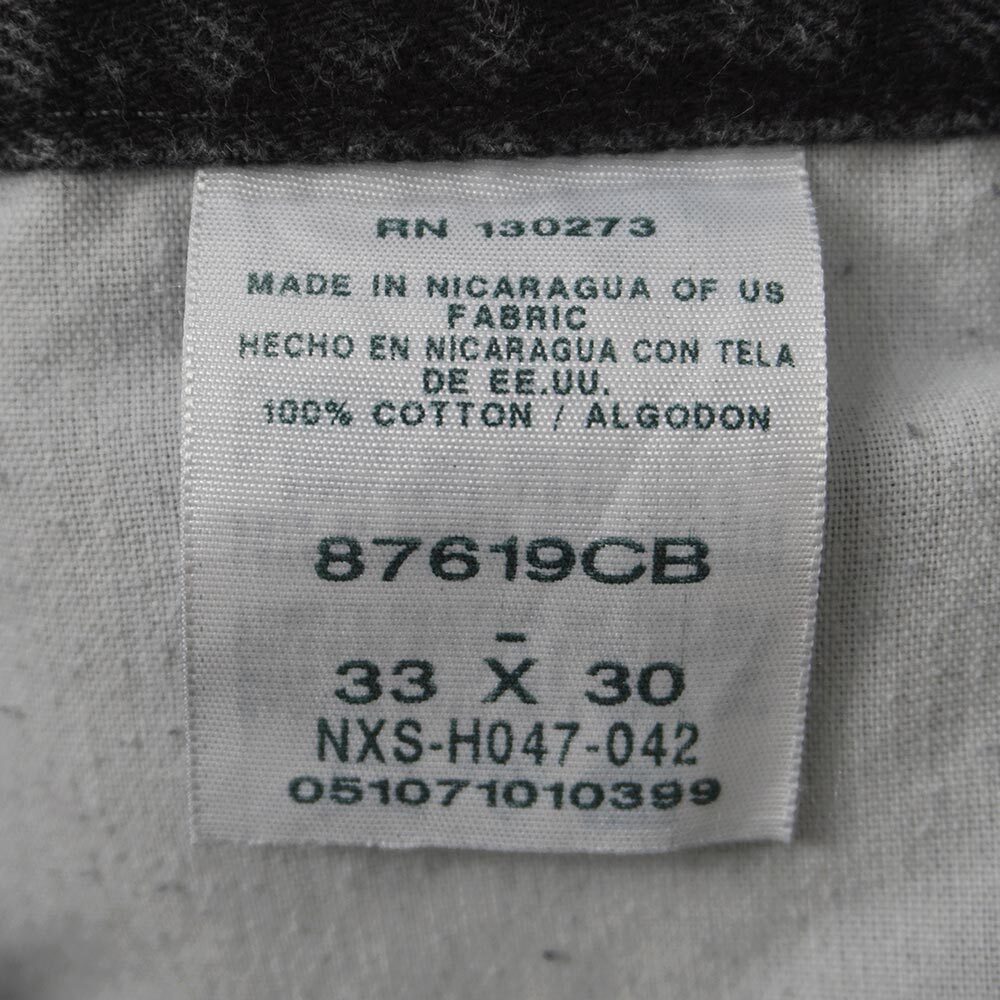 RN 130273
MADE IN NICARAGUA OF US
FABRIC
HECHO EN NICARAGUA CON TELA
DE EE.UU.
100% COTTON / ALGODON
87619CB
-
33 X 30
NXS-H047-042
051071010399